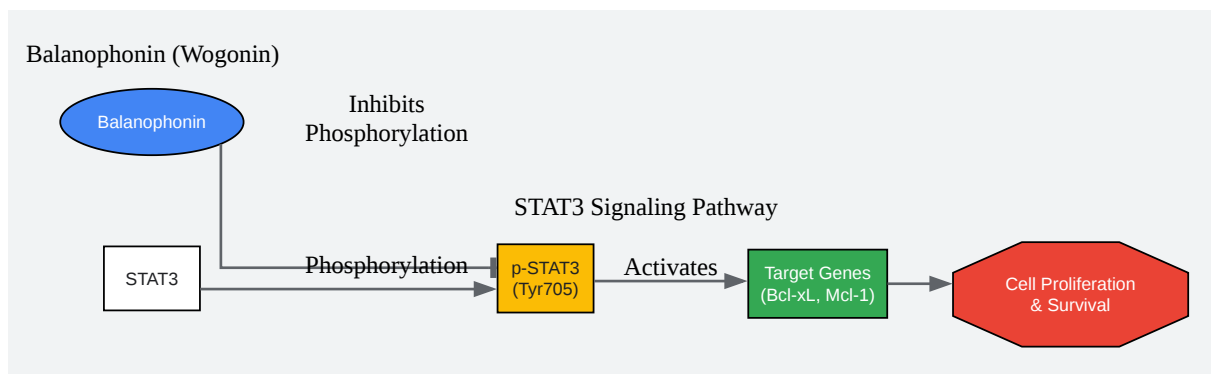 Balanophonin (Wogonin)
Balanophonin
Inhibits
Phosphorylation
STAT3 Signaling Pathway
STAT3
Phosphorylation
p-STAT3
(Tyr705)
Activates
Target Genes
(Bcl-xL, Mcl-1)
Cell Proliferation
& Survival